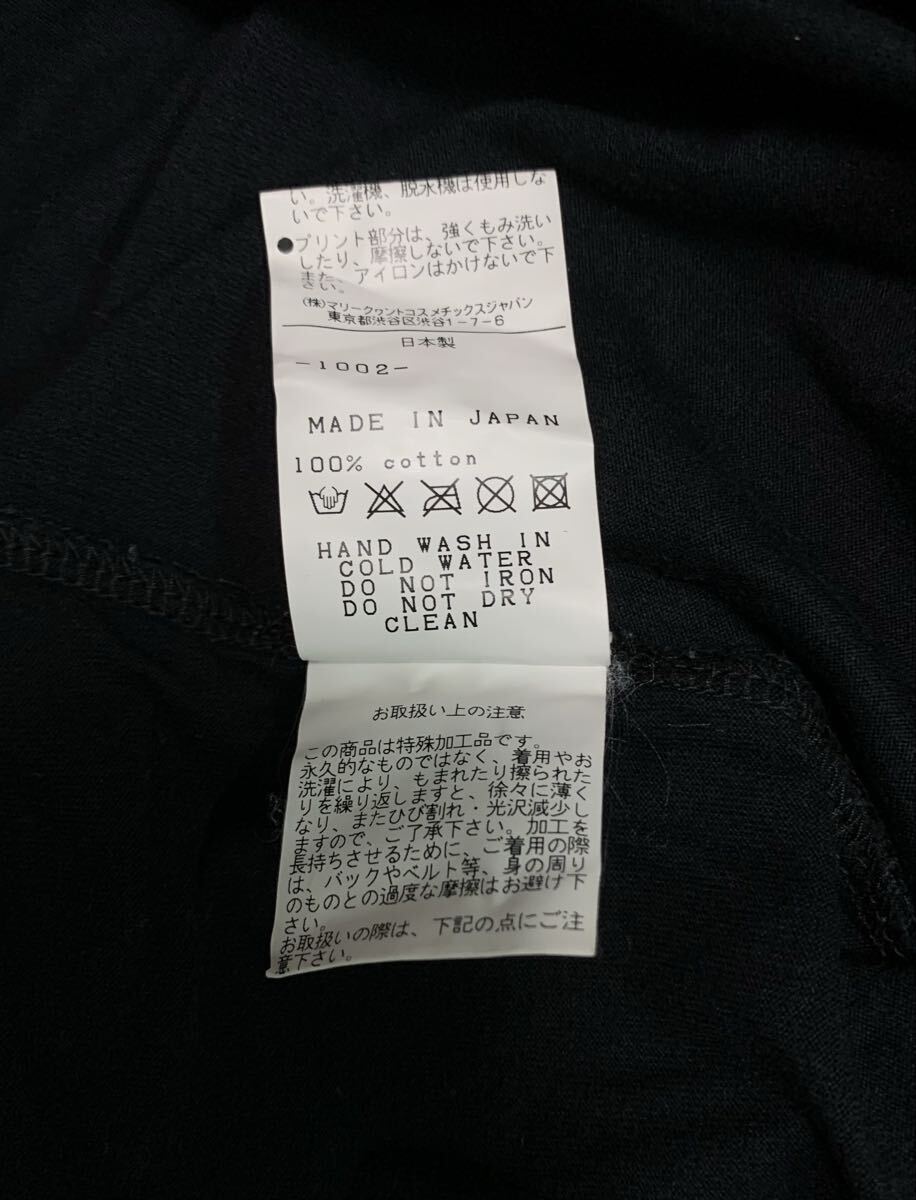 い。洗濯機、脱水機は使用しな
いで下さい。
●プリント部分は、強くもみ洗い
したり、摩擦しないで下さい。
また、アイロンはかけないで下
さい。
(株)マリークヮントコスメチックスジャパン
東京都渋谷区渋谷1-7-6
日本製
-1002-
MADE IN JAPAN
100% cotton
HAND WASH IN
COLD WATER
DO NOT IRON
DO NOT DRY
CLEAN
お取扱い上の注意
この商品は特殊加工品です。
永久的なものではなく、着用やお
洗濯により、もまれたり擦られた
りを繰り返しますと、徐々に薄く
なり、またひび割れ・光沢減少し
ますので、ご了承下さい。加工を
長持ちさせるために、ご着用の際
は、バックやベルト等、身の周り
のものとの過度な摩擦はお避け下
さい。
お取扱いの際は、下記の点にご注
意下さい。